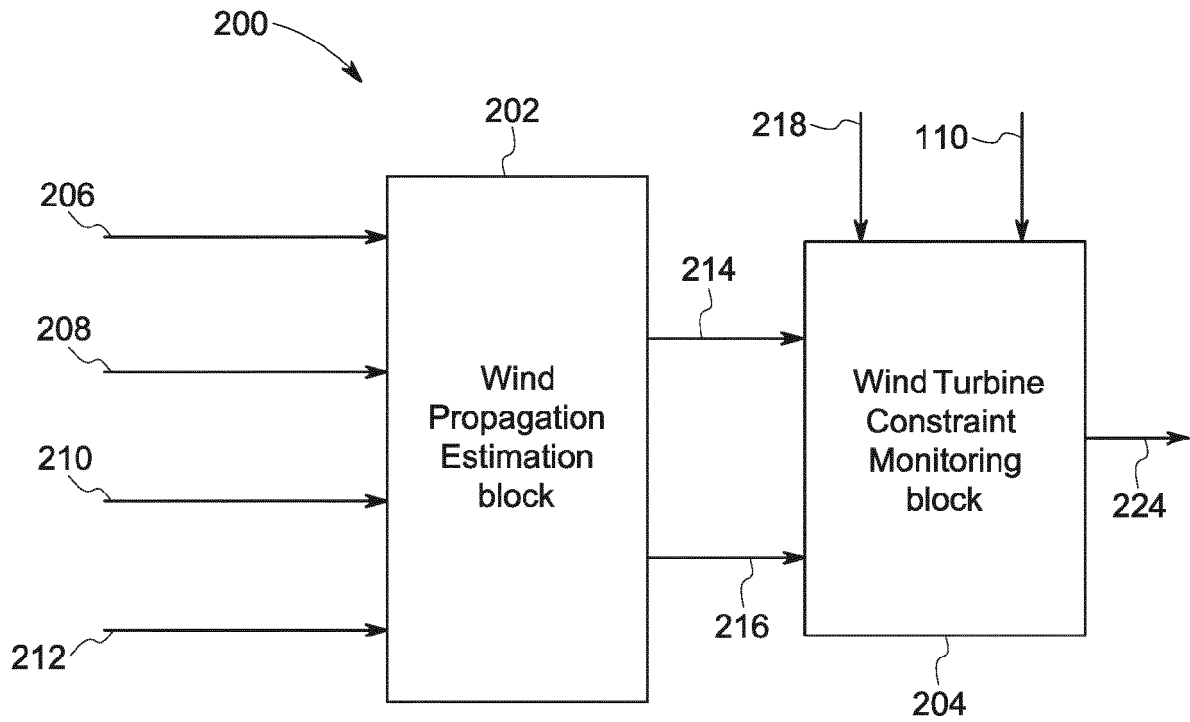 200
202
218
110
206
214
208
Wind
Propagation
Estimation
block
Wind Turbine
Constraint
Monitoring
block
210
224
216
212
204